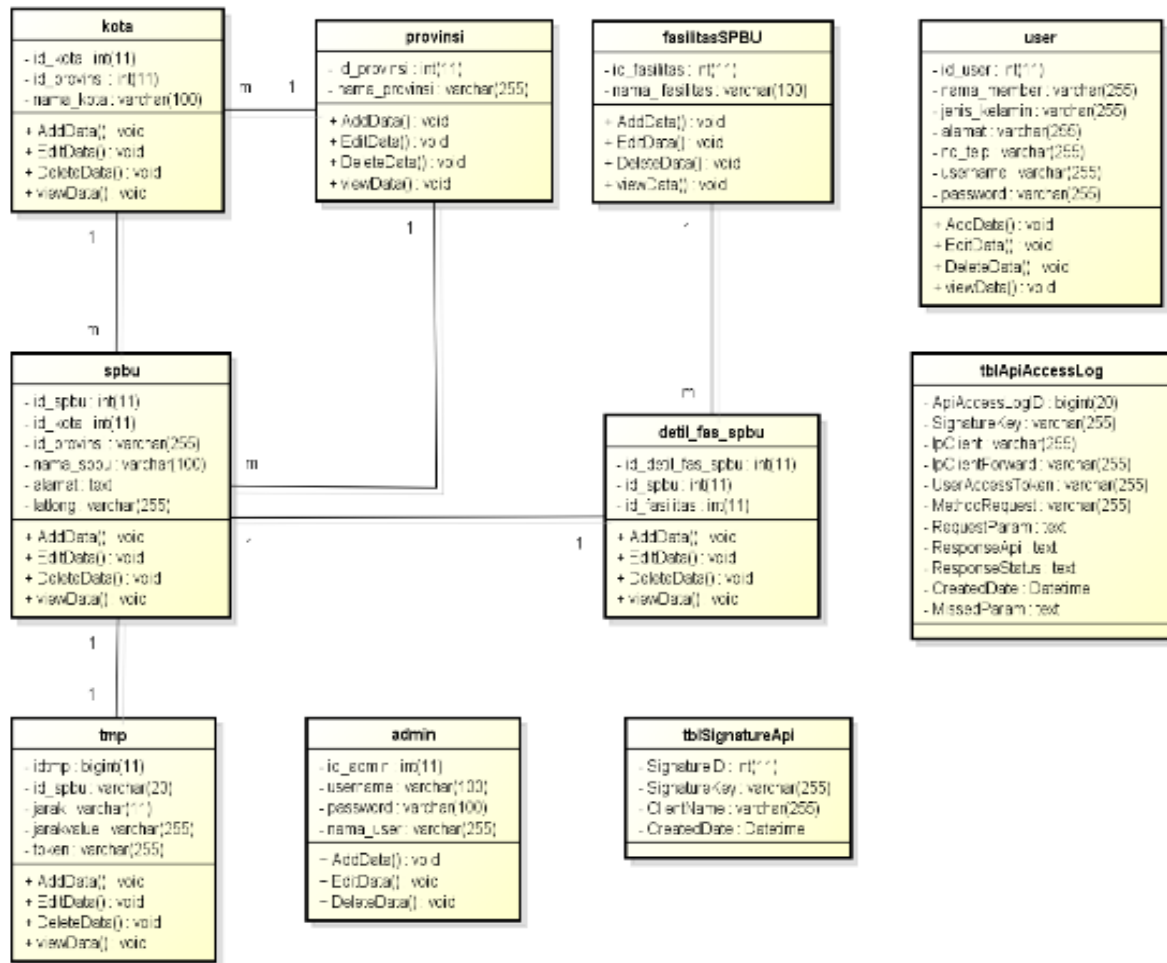 kota
- id_kota : int(11)
- id_provinsi : int(11)
- nama_kota : varchar(100)
+ AddData() : void
+ EditData() : void
+ DeleteData() : void
+ viewData() : void
m
1
provinsi
- id_provinsi : int(11)
- nama_provinsi : varchar(255)
+ AddData() : void
+ EditData() : void
+ DeleteData() : void
+ viewData() : void
fasilitasSPBU
- id_fasilitas : int(11)
- nama_fasilitas : varchar(100)
+ AddData() : void
+ EditData() : void
+ DeleteData() : void
+ viewData() : void
user
- id_user : int(11)
- nama_member : varchar(255)
- jenis_kelamin : varchar(255)
- alamat : varchar(255)
- no_telp : varchar(255)
- username : varchar(255)
- password : varchar(255)
+ AddData() : void
+ EditData() : void
+ DeleteData() : void
+ viewData() : void
1
1
1
m
m
spbu
- id_spbu : int(11)
- id_kota : int(11)
- id_provinsi : varchar(255)
- nama_spbu : varchar(100)
- alamat : text
- latlong : varchar(255)
+ AddData() : void
+ EditData() : void
+ DeleteData() : void
+ viewData() : void
m
1
1
detil_fas_spbu
- id_detil_fas_spbu : int(11)
- id_spbu : int(11)
- id_fasilitas : int(11)
+ AddData() : void
+ EditData() : void
+ DeleteData() : void
+ viewData() : void
tblApiAccessLog
- ApiAccessLogID : bigint(20)
- SignatureKey : varchar(255)
- IpClient : varchar(255)
- IpClientForward : varchar(255)
- UserAccessToken : varchar(255)
- MethodRequest : varchar(255)
- RequestParam : text
- ResponseApi : text
- ResponseStatus : text
- CreatedDate : Datetime
- MissedParam : text
1
1
tmp
- idtmp : bigint(11)
- id_spbu : varchar(20)
- jarak : varchar(11)
- jarakvalue : varchar(255)
- token : varchar(255)
+ AddData() : void
+ EditData() : void
+ DeleteData() : void
+ viewData() : void
admin
- id_admin : int(11)
- username : varchar(100)
- password : varchar(100)
- nama_user : varchar(255)
+ AddData() : void
+ EditData() : void
+ DeleteData() : void
tblSignatureApi
- SignatureID : int(11)
- SignatureKey : varchar(255)
- ClientName : varchar(255)
- CreatedDate : Datetime